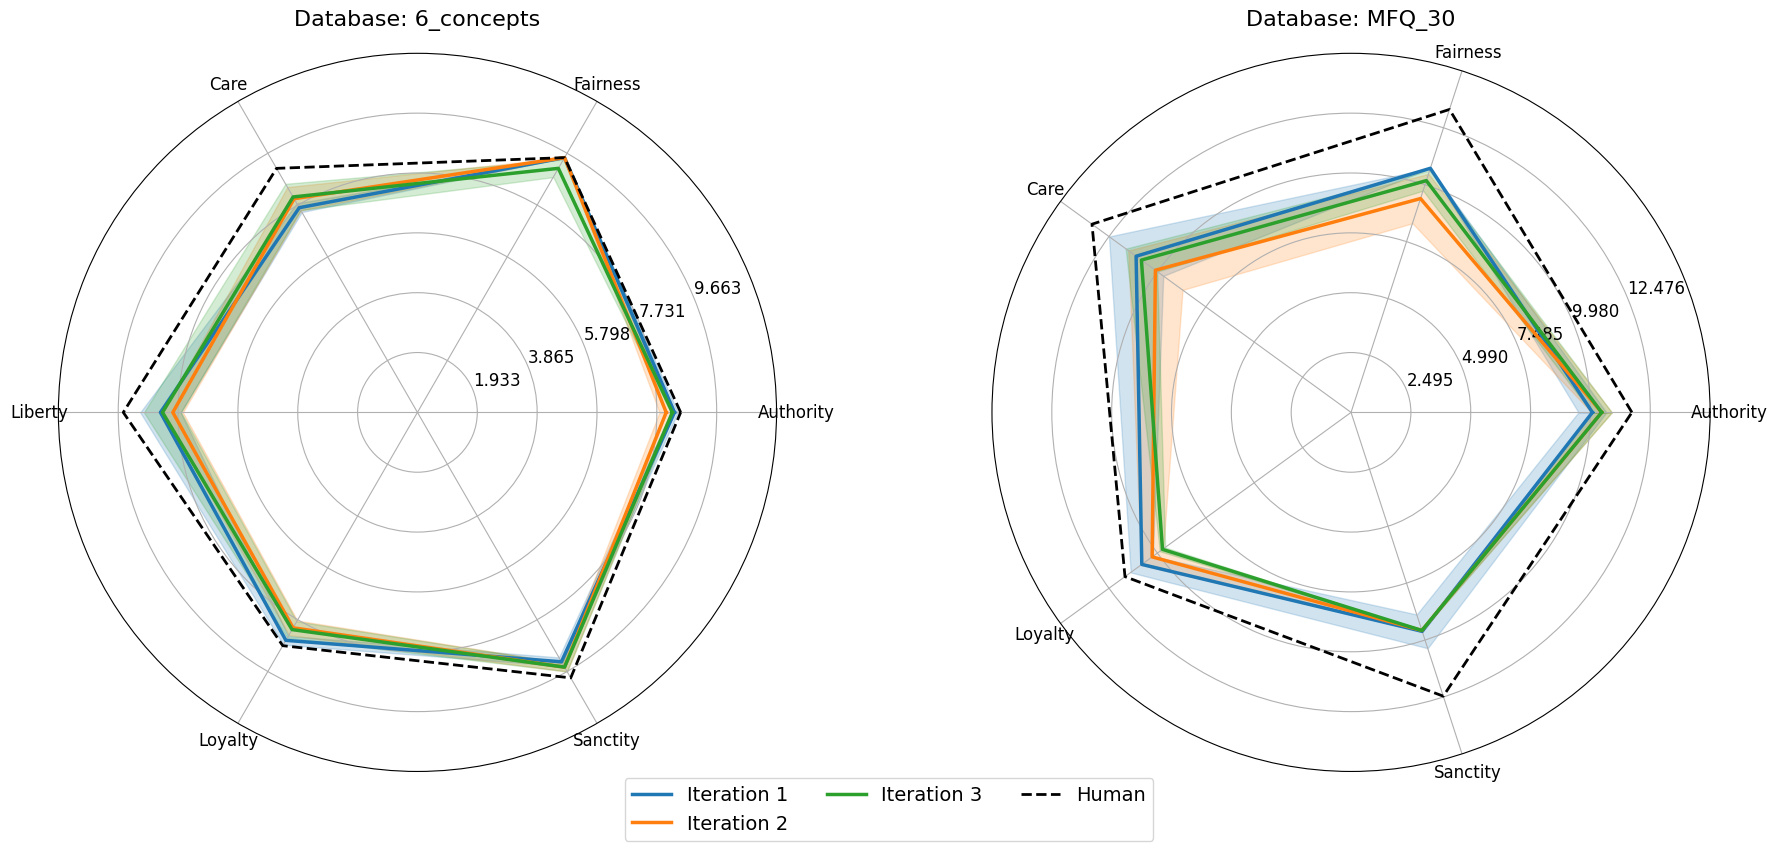 Database: 6_concepts
Care
Fairness
9.663
7.731
5.798
3.865
1.933
Liberty
Authority
Loyalty
Sanctity
Database: MFQ_30
Fairness
Care
12.476
9.980
7.485
4.990
2.495
Authority
Loyalty
Sanctity
Iteration 1
Iteration 2
Iteration 3
Human